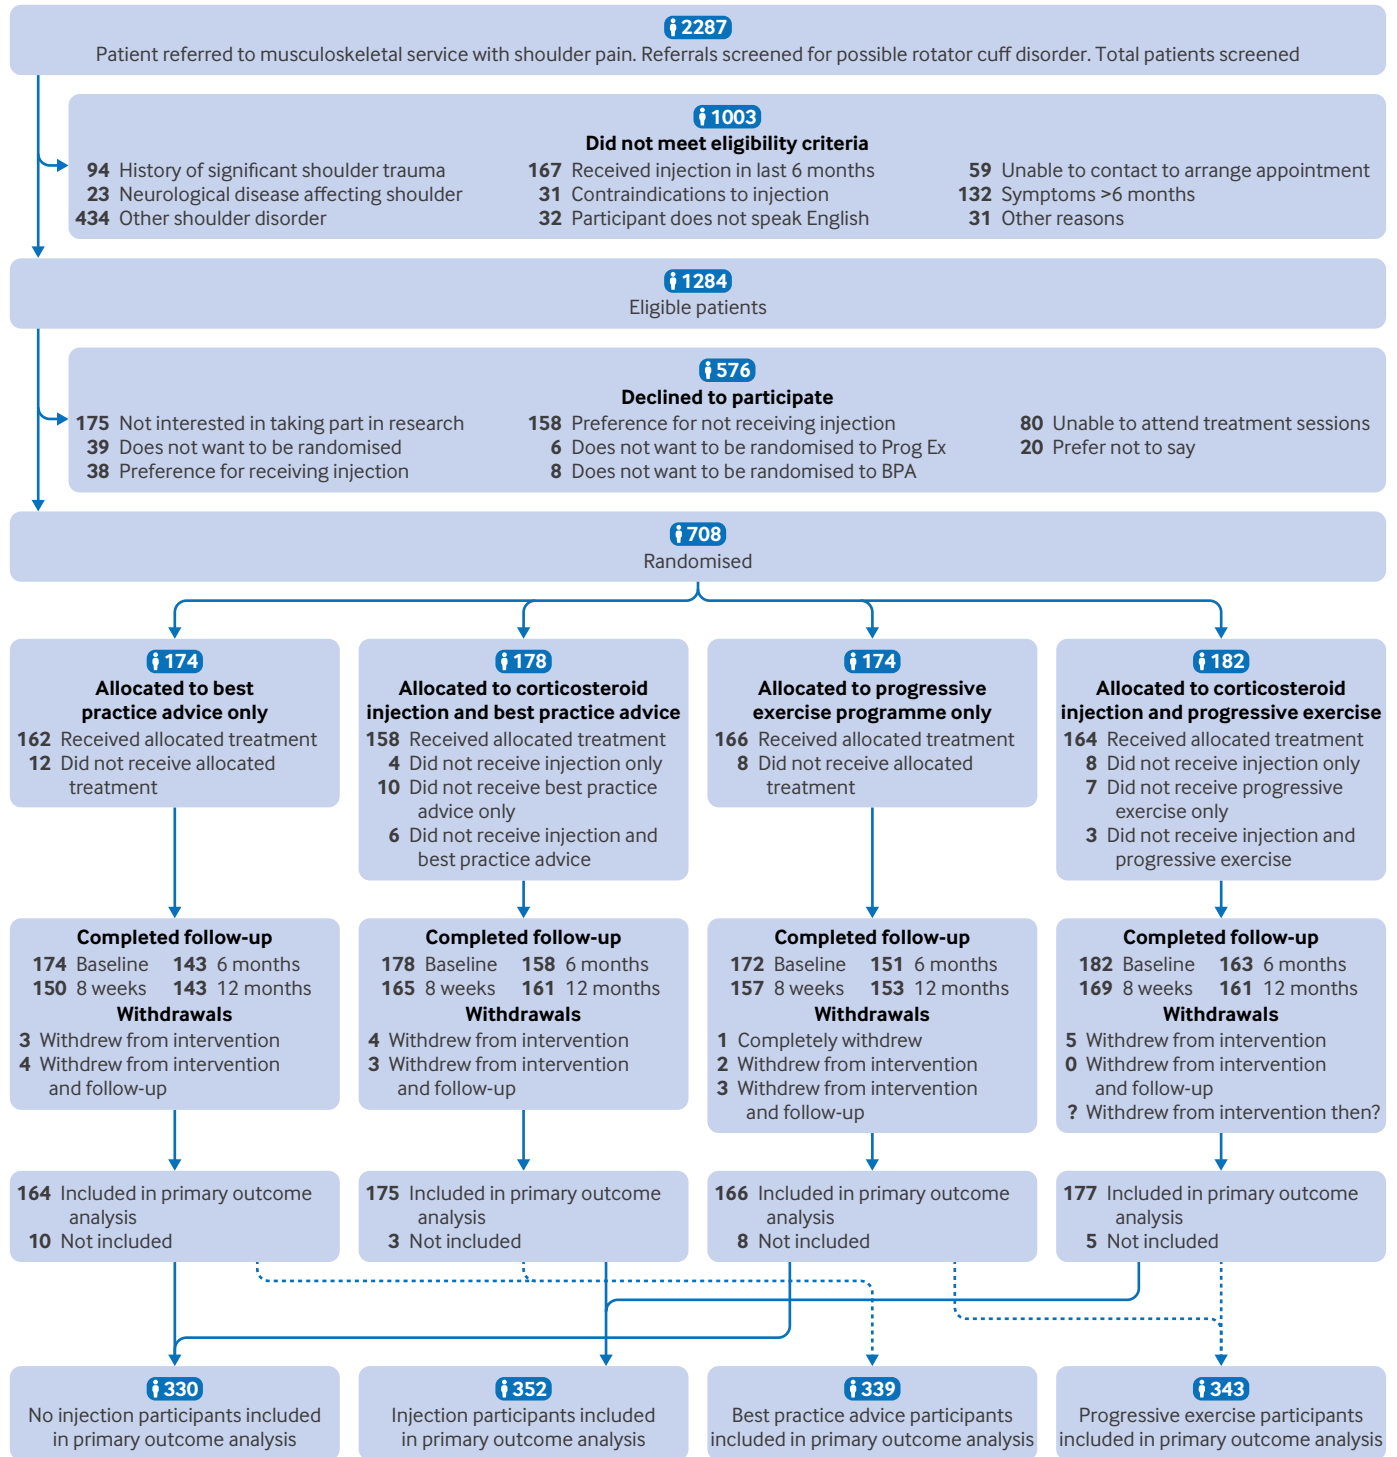 2287
Patient referred to musculoskeletal service with shoulder pain. Referrals screened for possible rotator cuff disorder. Total patients screened
1003
Did not meet eligibility criteria
94 History of significant shoulder trauma
23 Neurological disease affecting shoulder
434 Other shoulder disorder
167 Received injection in last 6 months
31 Contraindications to injection
32 Participant does not speak English
59 Unable to contact to arrange appointment
132 Symptoms >6 months
31 Other reasons
1284
Eligible patients
576
Declined to participate
175 Not interested in taking part in research
39 Does not want to be randomised
38 Preference for receiving injection
158 Preference for not receiving injection
6 Does not want to be randomised to Prog Ex
8 Does not want to be randomised to BPA
80 Unable to attend treatment sessions
20 Prefer not to say
708
Randomised
174
Allocated to best
practice advice only
162 Received allocated treatment
12 Did not receive allocated
treatment
178
Allocated to corticosteroid
injection and best practice advice
158 Received allocated treatment
4 Did not receive injection only
10 Did not receive best practice
advice only
6 Did not receive injection and
best practice advice
174
Allocated to progressive
exercise programme only
166 Received allocated treatment
8 Did not receive allocated
treatment
182
Allocated to corticosteroid
injection and progressive exercise
164 Received allocated treatment
8 Did not receive injection only
7 Did not receive progressive
exercise only
3 Did not receive injection and
progressive exercise
Completed follow-up
174 Baseline 143 6 months
150 8 weeks 143 12 months
Withdrawals
3 Withdrew from intervention
4 Withdrew from intervention
and follow-up
Completed follow-up
178 Baseline 158 6 months
165 8 weeks 161 12 months
Withdrawals
4 Withdrew from intervention
3 Withdrew from intervention
and follow-up
Completed follow-up
172 Baseline 151 6 months
157 8 weeks 153 12 months
Withdrawals
1 Completely withdrew
2 Withdrew from intervention
3 Withdrew from intervention
and follow-up
Completed follow-up
182 Baseline 163 6 months
169 8 weeks 161 12 months
Withdrawals
5 Withdrew from intervention
0 Withdrew from intervention
and follow-up
? Withdrew from intervention then?
164 Included in primary outcome
analysis
10 Not included
175 Included in primary outcome
analysis
3 Not included
166 Included in primary outcome
analysis
8 Not included
177 Included in primary outcome
analysis
5 Not included
330
No injection participants included
in primary outcome analysis
352
Injection participants included
in primary outcome analysis
339
Best practice advice participants
included in primary outcome analysis
343
Progressive exercise participants
included in primary outcome analysis